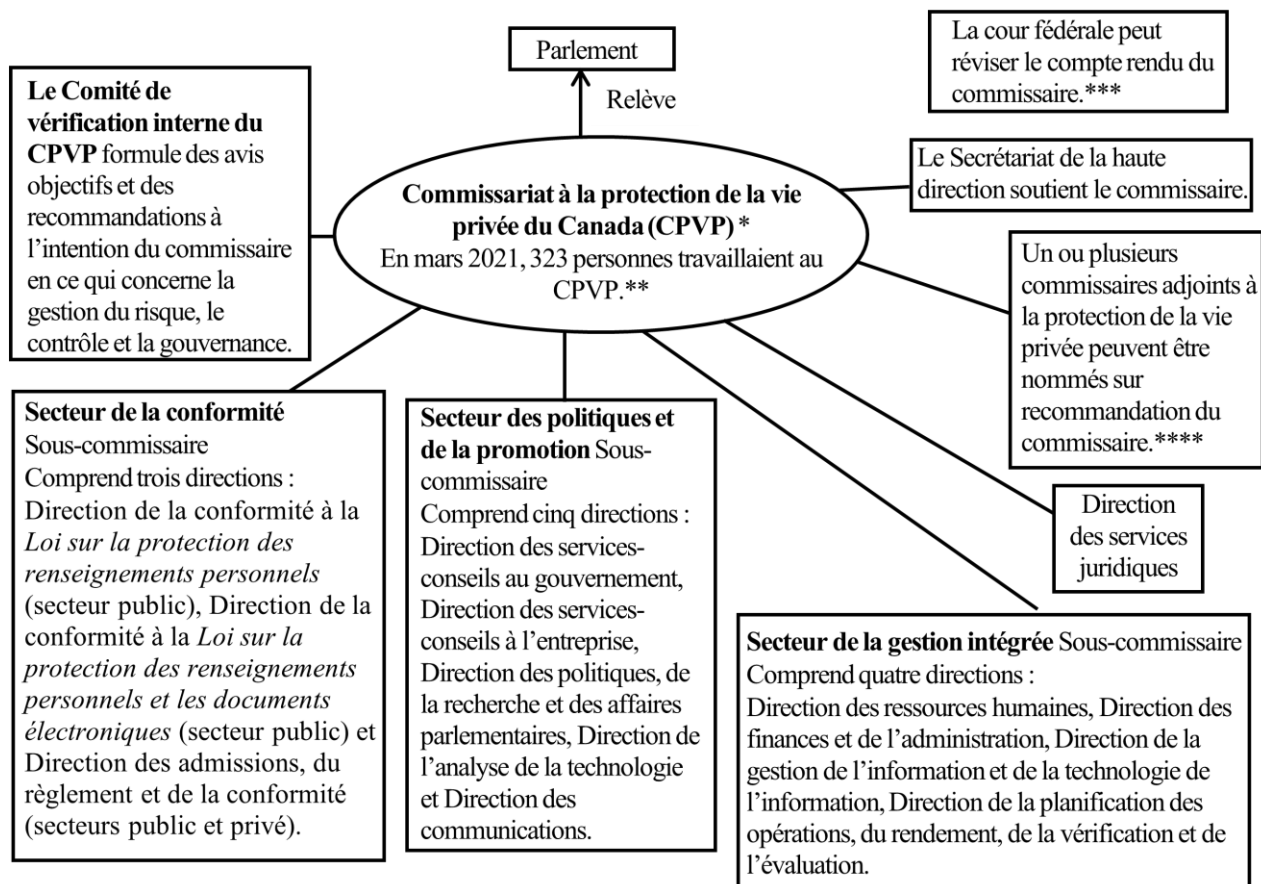 Parlement
Relève
La cour fédérale peut
réviser le compte rendu du
commissaire.***
Le Comité de
vérification interne du
CPVP formule des avis
objectifs et des
recommandations à
l’intention du commissaire
en ce qui concerne la
gestion du risque, le
contrôle et la gouvernance.
Commissariat à la protection de la vie
privée du Canada (CPVP) *
En mars 2021, 323 personnes travaillaient au
CPVP.**
Le Secrétariat de la haute
direction soutient le commissaire.
Un ou plusieurs
commissaires adjoints à
la protection de la vie
privée peuvent être
nommés sur
recommandation du
commissaire.****
Secteur de la conformité
Sous-commissaire
Comprend trois directions :
Direction de la conformité à la
Loi sur la protection des
renseignements personnels
(secteur public), Direction de la
conformité à la Loi sur la
protection des renseignements
personnels et les documents
électroniques (secteur public) et
Direction des admissions, du
règlement et de la conformité
(secteurs public et privé).
Secteur des politiques et
de la promotion Sous-
commissaire
Comprend cinq directions :
Direction des services-
conseils au gouvernement,
Direction des services-
conseils à l’entreprise,
Direction des politiques, de
la recherche et des affaires
parlementaires, Direction de
l’analyse de la technologie
et Direction des
communications.
Direction
des services
juridiques
Secteur de la gestion intégrée Sous-commissaire
Comprend quatre directions :
Direction des ressources humaines, Direction des
finances et de l’administration, Direction de la
gestion de l’information et de la technologie de
l’information, Direction de la planification des
opérations, du rendement, de la vérification et de
l’évaluation.